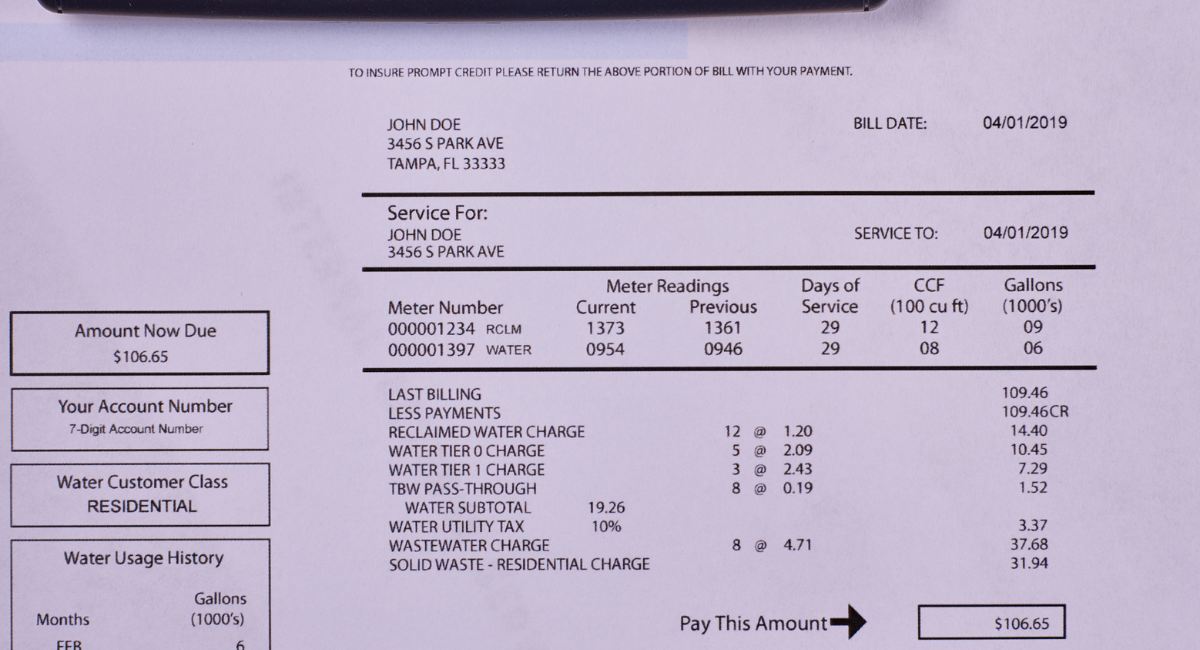 TO INSURE PROMPT CREDIT PLEASE RETURN THE ABOVE PORTION OF BILL WITH YOUR PAYMENT.
JOHN DOE BILL DATE: 04/01/2019
3456 S PARK AVE
TAMPA, FL 33333
Service For:
JOHN DOE SERVICE TO: 04/01/2019
3456 S PARK AVE
Meter Readings Days of CCF Gallons
Meter Number Current Previous Service (100 cu ft) (1000's)
000001234 RCLM 1373 1361 29 12 09
000001397 WATER 0954 0946 29 08 06
Amount Now Due
$106.65
Your Account Number
7-Digit Account Number
Water Customer Class
RESIDENTIAL
Water Usage History
Gallons
Months (1000's)
FEB 6
LAST BILLING 109.46
LESS PAYMENTS 109.46CR
RECLAIMED WATER CHARGE 12 @ 1.20 14.40
WATER TIER 0 CHARGE 5 @ 2.09 10.45
WATER TIER 1 CHARGE 3 @ 2.43 7.29
TBW PASS-THROUGH 8 @ 0.19 1.52
WATER SUBTOTAL 19.26
WATER UTILITY TAX 10% 3.37
WASTEWATER CHARGE 8 @ 4.71 37.68
SOLID WASTE - RESIDENTIAL CHARGE 31.94
Pay This Amount $106.65